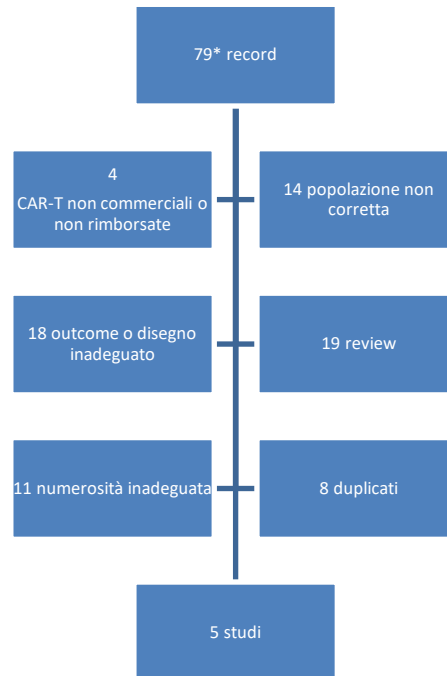 79* record
4
CAR-T non commerciali o
non rimborsate
14 popolazione non
corretta
18 outcome o disegno
inadeguato
19 review
11 numerosità inadeguata
8 duplicati
5 studi